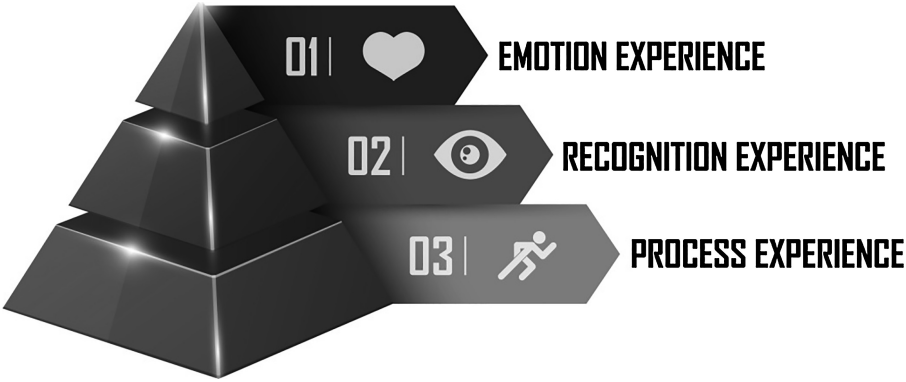 01 EMOTION EXPERIENCE
02 RECOGNITION EXPERIENCE
03 PROCESS EXPERIENCE